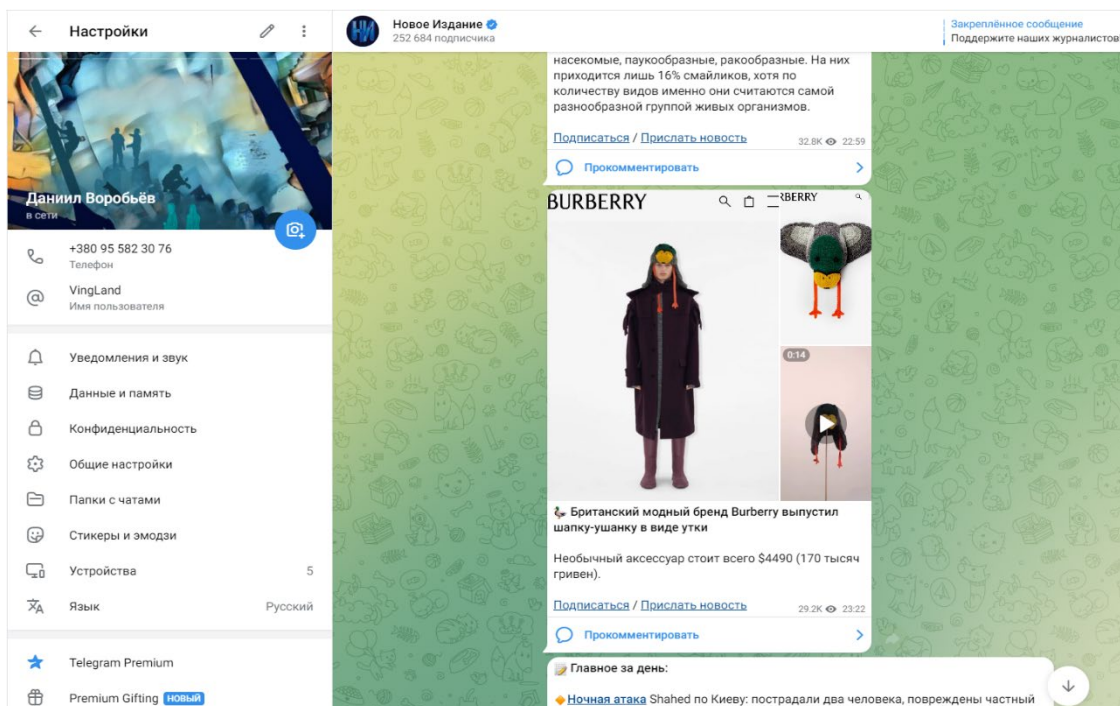 Настройки
Даниил Воробьёв
в сети
+380 95 582 30 76
Телефон
VingLand
Имя пользователя
Уведомления и звук
Данные и память
Конфиденциальность
Общие настройки
Папки с чатами
Стикеры и эмодзи
Устройства 5
Язык Русский
Telegram Premium
Premium Gifting НОВЫЙ
НИ
Новое Издание
252 684 подписчика
Закреплённое сообщение
Поддержите наших журналистов
насекомые, паукообразные, ракообразные. На них
приходится лишь 16% смайликов, хотя по
количеству видов именно они считаются самой
разнообразной группой живых организмов.
Подписаться / Прислать новость 32.8K 22:59
Прокомментировать
BURBERRY
RBERRY
0:14
🦆 Британский модный бренд Burberry выпустил
шапку-ушанку в виде утки
Необычный аксессуар стоит всего $4490 (170 тысяч
гривен).
Подписаться / Прислать новость 29.2K 23:22
Прокомментировать
📝 Главное за день:
🔸Ночная атака Shahed по Киеву: пострадали два человека, повреждены частный